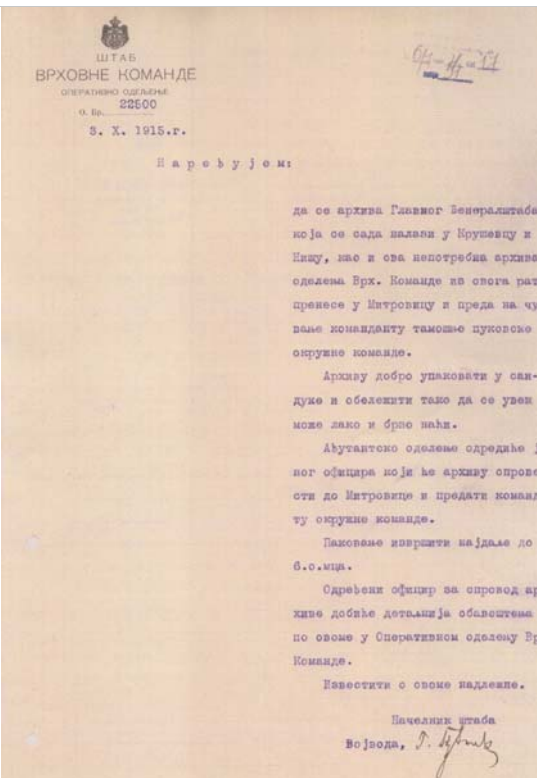 ШТАБ
ВРХОВНЕ КОМАНДЕ
ОПЕРАТИВНО ОДЕЉЕЊЕ
О. Бр. 22500
3. X. 1915.г.
Наређујем:
да се архива Главног Ђенералштаба
која се сада налази у Крушевцу и
Нишу, као и ова непотребна архива
оделења Врх. Команде из овога рат
пренесе у Митровицу и преда на чу
вање команданту тамошње пуковске
окружне команде.
Архиву добро упаковати у сан-
дуке и обележити тако да се увек
може лако и брзо наћи.
Ађутантско оделење одредиће ј
ног официра који ће архиву спрове
сти до Митровице и предати команд
ту окружне команде.
Паковање извршити најдаље до
6.о.мца.
Одређени официр за спровод ар
хиве добиће детаљнија обавештења
по овоме у Оперативном оделењу Вр
Команде.
Известити о овоме надлежне.
Начелник штаба
Војвода,